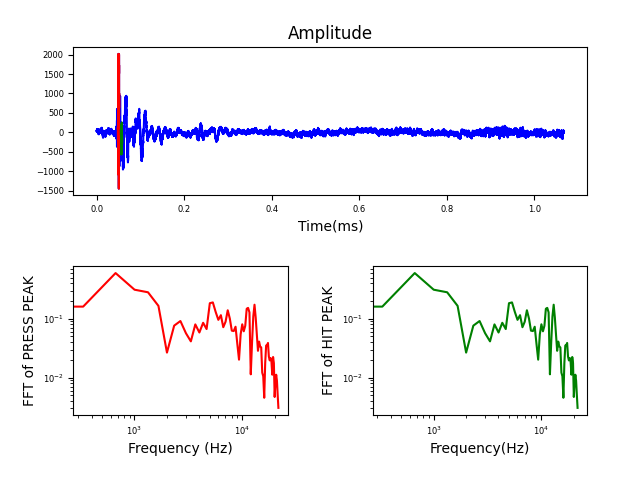 Amplitude
2000
1500
1000
500
0
−500
−1000
−1500
0.0 0.2 0.4 0.6 0.8 1.0
Time(ms)
FFT of PRESS PEAK
10⁻¹
10⁻²
10³ 10⁴
Frequency (Hz)
FFT of HIT PEAK
10⁻¹
10⁻²
10³ 10⁴
Frequency(Hz)